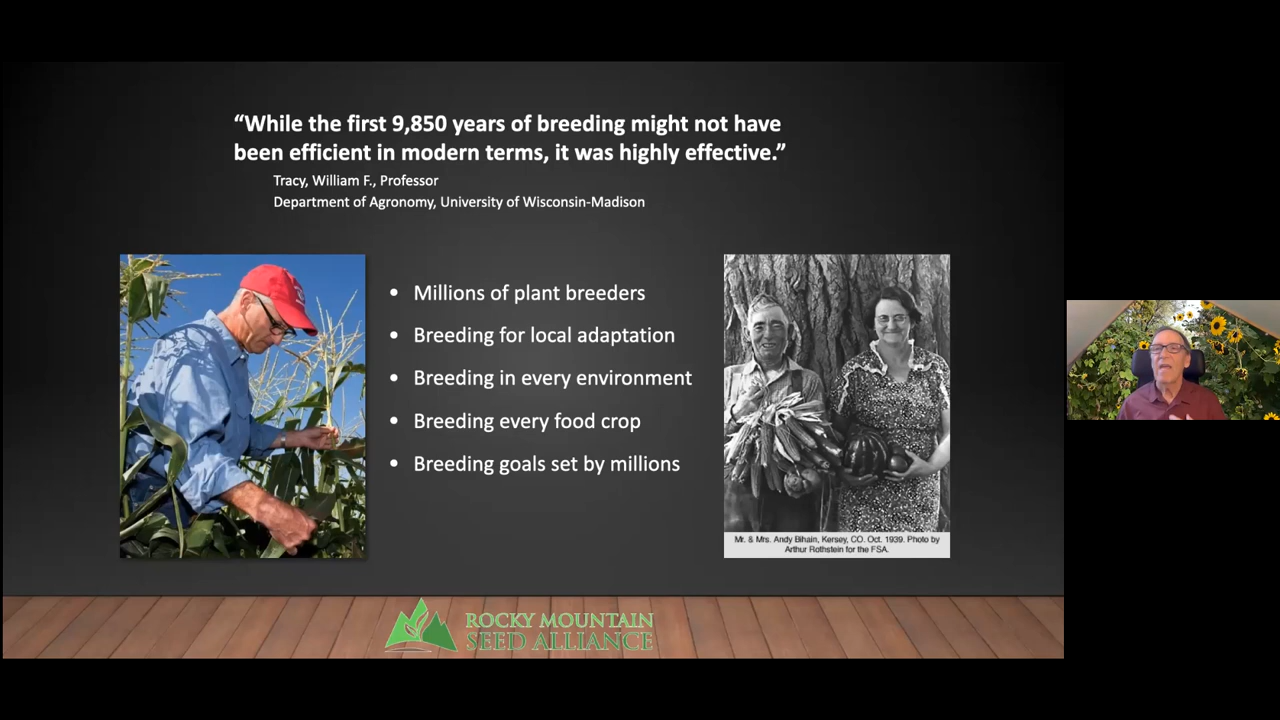 “While the first 9,850 years of breeding might not have
been efficient in modern terms, it was highly effective.”
Tracy, William F., Professor
Department of Agronomy, University of Wisconsin-Madison
• Millions of plant breeders
• Breeding for local adaptation
• Breeding in every environment
• Breeding every food crop
• Breeding goals set by millions
Mr. & Mrs. Andy Bihain, Kersey, CO. Oct. 1939. Photo by
Arthur Rothstein for the FSA.
ROCKY MOUNTAIN
SEED ALLIANCE